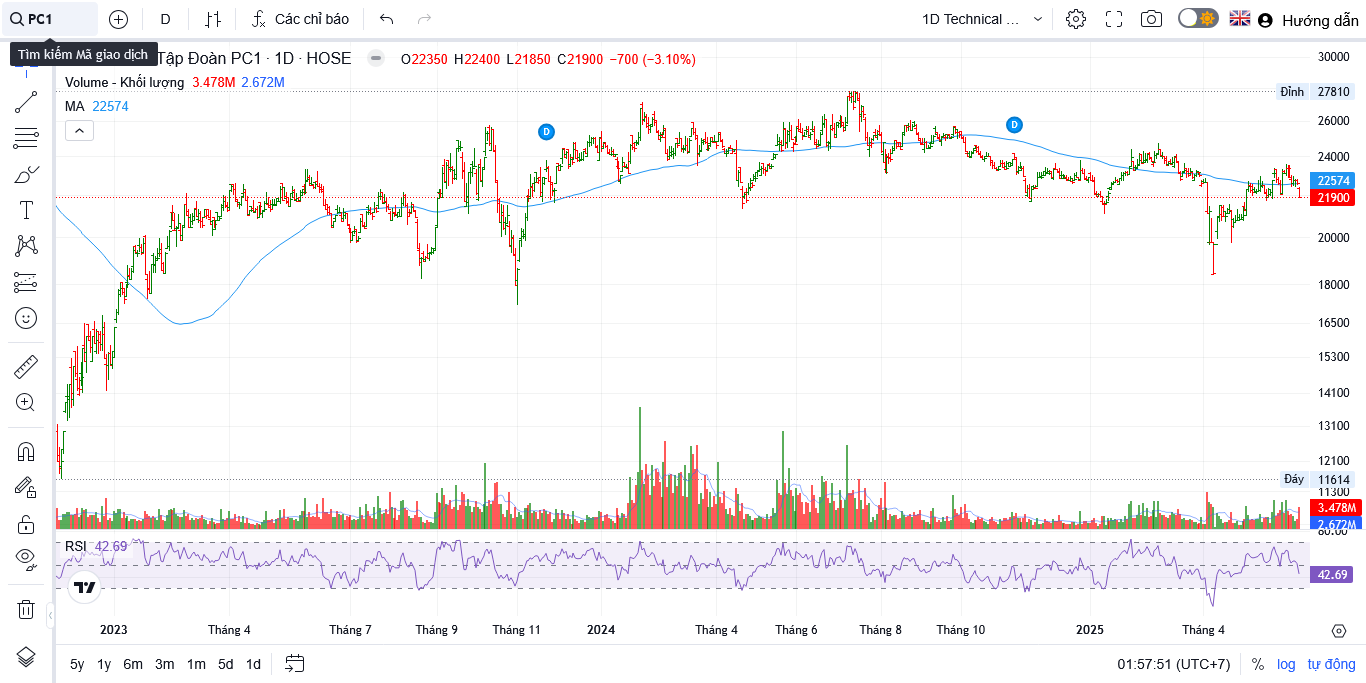 PC1
D
Các chỉ báo
1D Technical ...
Hướng dẫn
Tìm kiếm Mã giao dịch
Tập Đoàn PC1 · 1D · HOSE
O22350 H22400 L21850 C21900 −700 (−3.10%)
Volume - Khối lượng 3.478M 2.672M
MA 22574
D
D
30000
Đỉnh 27810
26000
24000
22574
21900
20000
18000
16500
15300
14100
13100
12100
Đáy 11614
11300
3.478M
2.672M
60.00
RSI 42.69
42.69
2023 Tháng 4 Tháng 7 Tháng 9 Tháng 11 2024 Tháng 4 Tháng 6 Tháng 8 Tháng 10 2025 Tháng 4
5y 1y 6m 3m 1m 5d 1d
01:57:51 (UTC+7) % log tự động